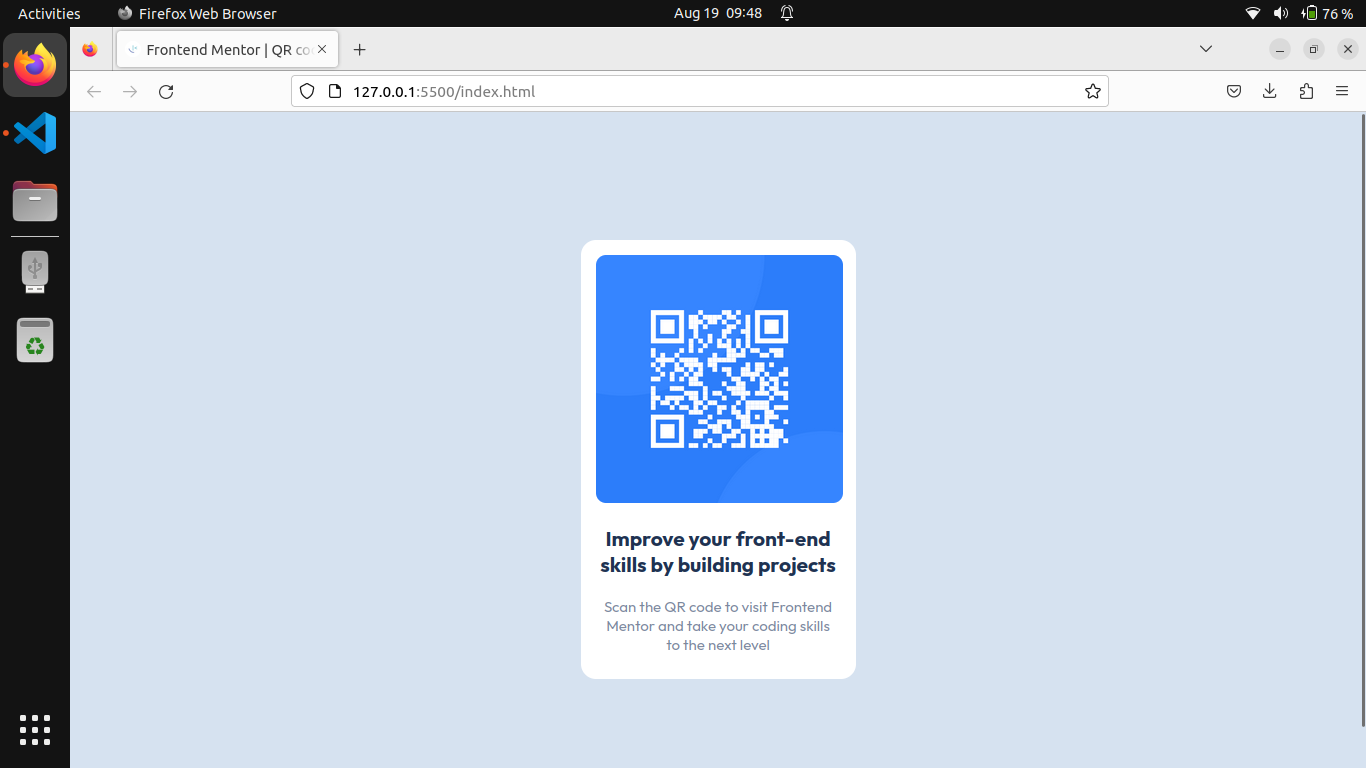 Activities Firefox Web Browser Aug 19 09:48 76 %
Frontend Mentor | QR co
127.0.0.1:5500/index.html
Improve your front-end
skills by building projects
Scan the QR code to visit Frontend
Mentor and take your coding skills
to the next level